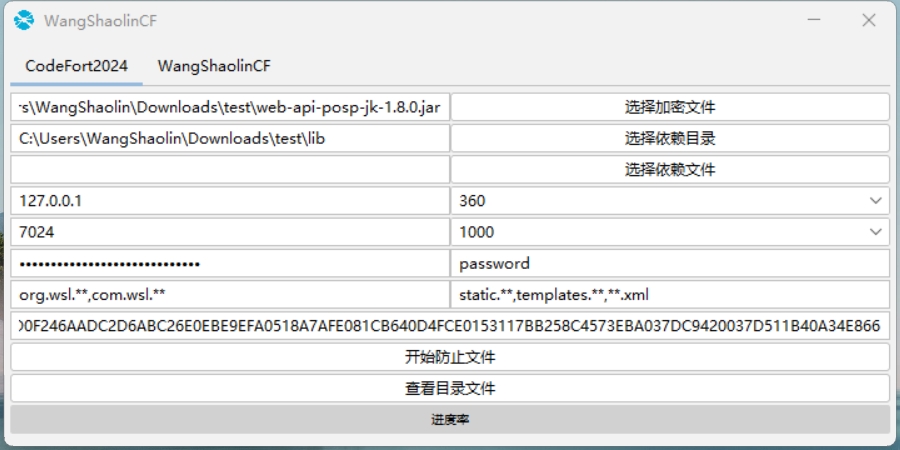 WangShaolinCF
CodeFort2024 WangShaolinCF
s\WangShaolin\Downloads\test\web-api-posp-jk-1.8.0.jar 选择加密文件
C:\Users\WangShaolin\Downloads\test\lib 选择依赖目录
选择依赖文件
127.0.0.1 360
7024 1000
••••••••••••••••••••••••••••• password
org.wsl.**,com.wsl.** static.**,templates.**,**.xml
0F246AADC2D6ABC26E0EBE9EFA0518A7AFE081CB640D4FCE0153117BB258C4573EBA037DC9420037D511B40A34E866
开始防止文件
查看目录文件
进度率